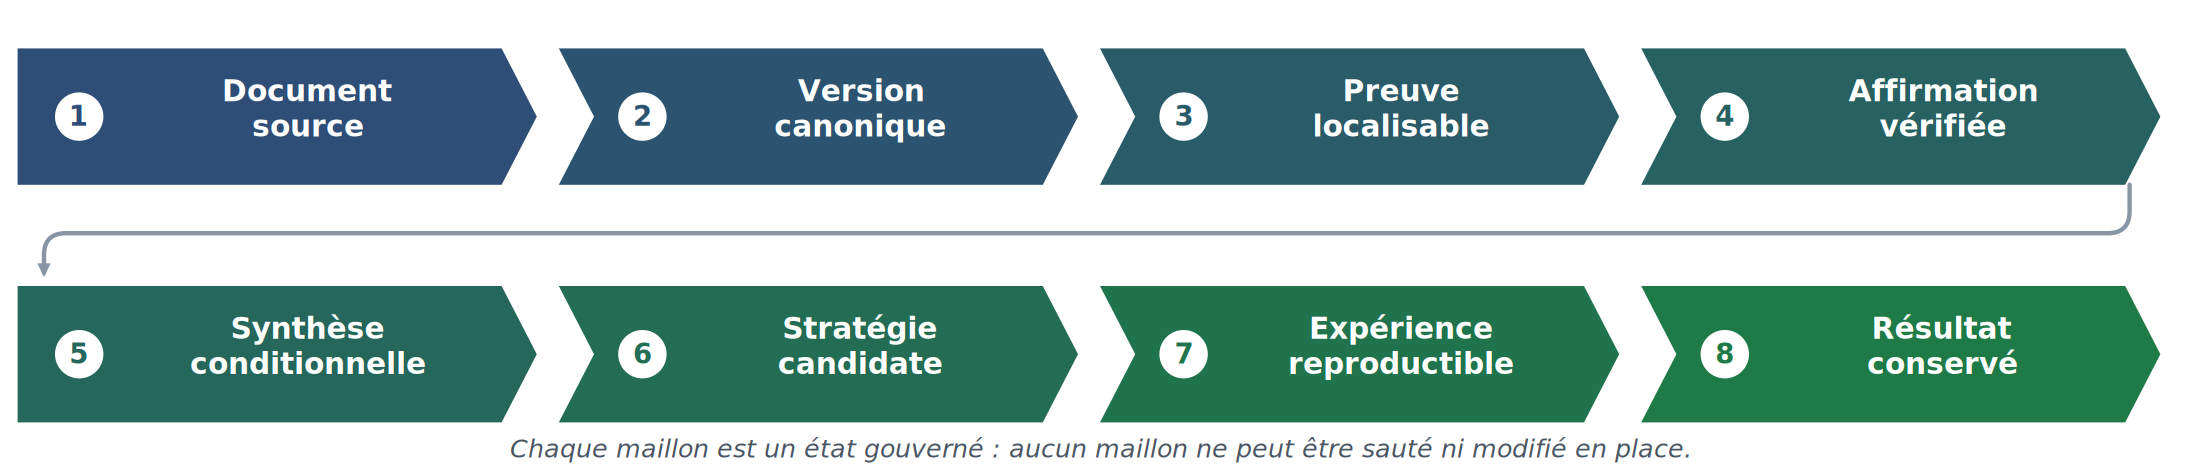 1
Document
source
2
Version
canonique
3
Preuve
localisable
4
Affirmation
vérifiée
5
Synthèse
conditionnelle
6
Stratégie
candidate
7
Expérience
reproductible
8
Résultat
conservé
Chaque maillon est un état gouverné : aucun maillon ne peut être sauté ni modifié en place.